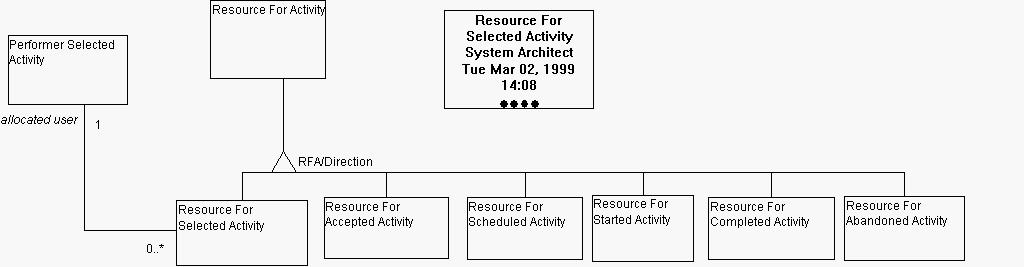 Resource For Activity
Performer Selected
Activity
Resource For
Selected Activity
System Architect
Tue Mar 02, 1999
14:08
allocated user
1
RFA/Direction
Resource For
Selected Activity
Resource For
Accepted Activity
Resource For
Scheduled Activity
Resource For
Started Activity
Resource For
Completed Activity
Resource For
Abandoned Activity
0..*